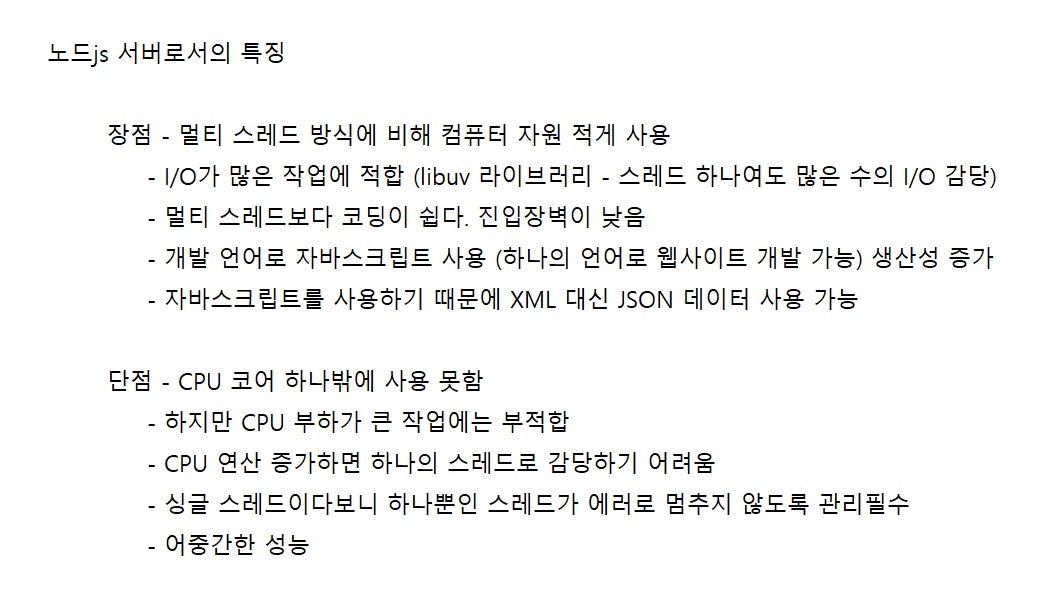 노드js 서버로서의 특징
장점 - 멀티 스레드 방식에 비해 컴퓨터 자원 적게 사용
- I/O가 많은 작업에 적합 (libuv 라이브러리 - 스레드 하나여도 많은 수의 I/O 감당)
- 멀티 스레드보다 코딩이 쉽다. 진입장벽이 낮음
- 개발 언어로 자바스크립트 사용 (하나의 언어로 웹사이트 개발 가능) 생산성 증가
- 자바스크립트를 사용하기 때문에 XML 대신 JSON 데이터 사용 가능
단점 - CPU 코어 하나밖에 사용 못함
- 하지만 CPU 부하가 큰 작업에는 부적합
- CPU 연산 증가하면 하나의 스레드로 감당하기 어려움
- 싱글 스레드이다보니 하나뿐인 스레드가 에러로 멈추지 않도록 관리필수
- 어중간한 성능